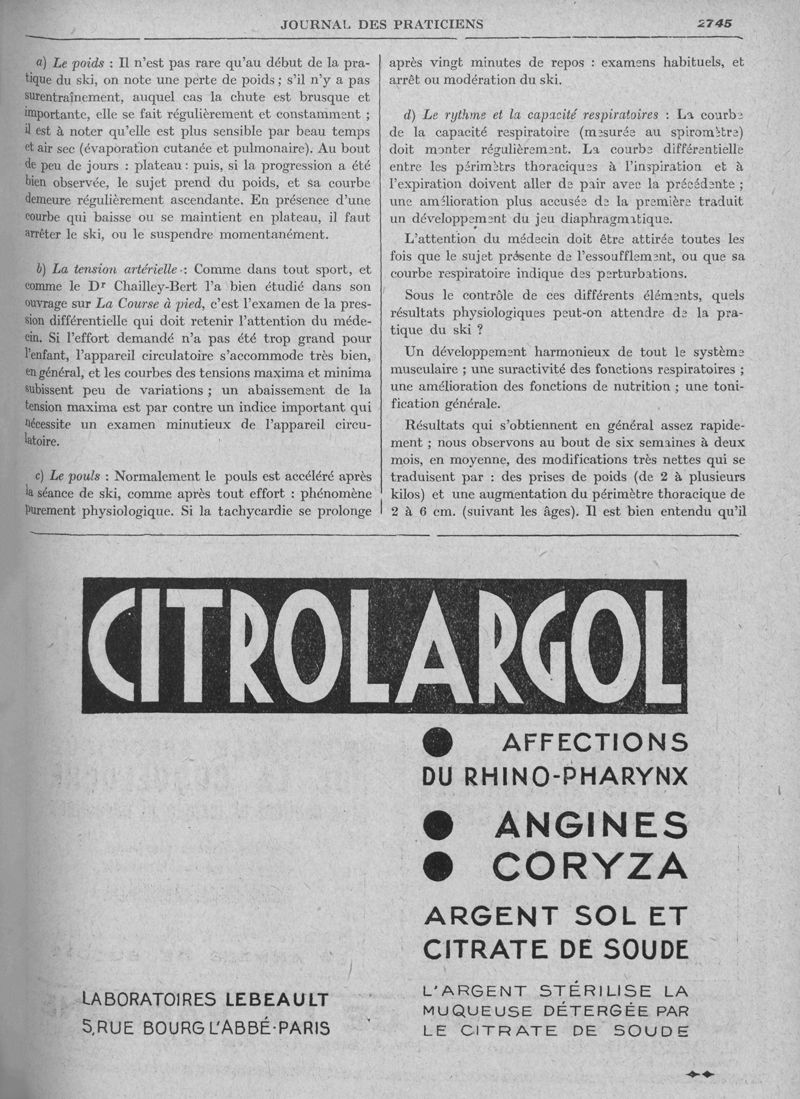 JOURNAL DES PRATICIENS
2745
a) Le poids : Il n'est pas rare qu'au début de la pra-
tique du ski, on note une perte de poids ; s'il n'y a pas
surentraînement, auquel cas la chute est brusque et
importante, elle se fait régulièrement et constamment ;
il est à noter qu'elle est plus sensible par beau temps
et air sec (évaporation cutanée et pulmonaire). Au bout
de peu de jours : plateau : puis, si la progression a été
bien observée, le sujet prend du poids, et sa courbe
demeure régulièrement ascendante. En présence d'une
courbe qui baisse ou se maintient en plateau, il faut
arrêter le ski, ou le suspendre momentanément.
b) La tension artérielle : Comme dans tout sport, et
comme le Dr Chailley-Bert l'a bien étudié dans son
ouvrage sur La Course à pied, c'est l'examen de la pres-
sion différentielle qui doit retenir l'attention du méde-
cin. Si l'effort demandé n'a pas été trop grand pour
l'enfant, l'appareil circulatoire s'accommode très bien,
en général, et les courbes des tensions maxima et minima
subissent peu de variations ; un abaissement de la
tension maxima est par contre un indice important qui
nécessite un examen minutieux de l'appareil circu-
latoire.
c) Le pouls : Normalement le pouls est accéléré après
la séance de ski, comme après tout effort : phénomène
purement physiologique. Si la tachycardie se prolonge
après vingt minutes de repos : examens habituels, et
arrêt ou modération du ski.
d) Le rythme et la capacité respiratoires : La courbe
de la capacité respiratoire (mesurée au spiromètre)
doit monter régulièrement. La courbe différentielle
entre les périmètrs thoraciques à l'inspiration et à
l'expiration doivent aller de pair avec la précédente ;
une amélioration plus accusée de la première traduit
un développement du jeu diaphragmatique.
L'attention du médecin doit être attirée toutes les
fois que le sujet présente de l'essoufflement, ou que sa
courbe respiratoire indique des perturbations.
Sous le contrôle de ces différents éléments, quels
résultats physiologiques peut-on attendre de la pra-
tique du ski ?
Un développement harmonieux de tout le système
musculaire ; une suractivité des fonctions respiratoires ;
une amélioration des fonctions de nutrition ; une toni-
fication générale.
Résultats qui s'obtiennent en général assez rapide-
ment ; nous observons au bout de six semaines à deux
mois, en moyenne, des modifications très nettes qui se
traduisent par : des prises de poids (de 2 à plusieurs
kilos) et une augmentation du périmètre thoracique de
2 à 6 cm. (suivant les âges). Il est bien entendu qu'il
CITROLARGOL
● AFFECTIONS
DU RHINO-PHARYNX
● ANGINES
● CORYZA
ARGENT SOL ET
CITRATE DE SOUDE
LABORATOIRES LEBEAULT
5, RUE BOURG L'ABBÉ-PARIS
L'ARGENT STÉRILISE LA
MUQUEUSE DÉTERGÉE PAR
LE CITRATE DE SOUDE